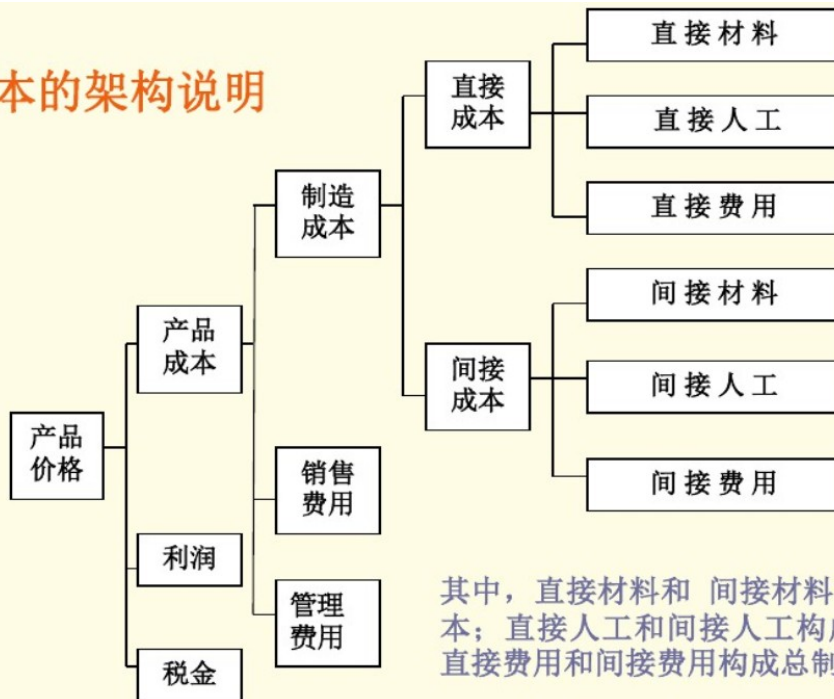 本的架构说明
直接材料
直接
成本
直接人工
制造
成本
直接费用
间接材料
产品
成本
间接
成本
间接人工
产品
价格
销售
费用
间接费用
利润
管理
费用
税金
其中，直接材料和 间接材料
本；直接人工和间接人工构
直接费用和间接费用构成总制